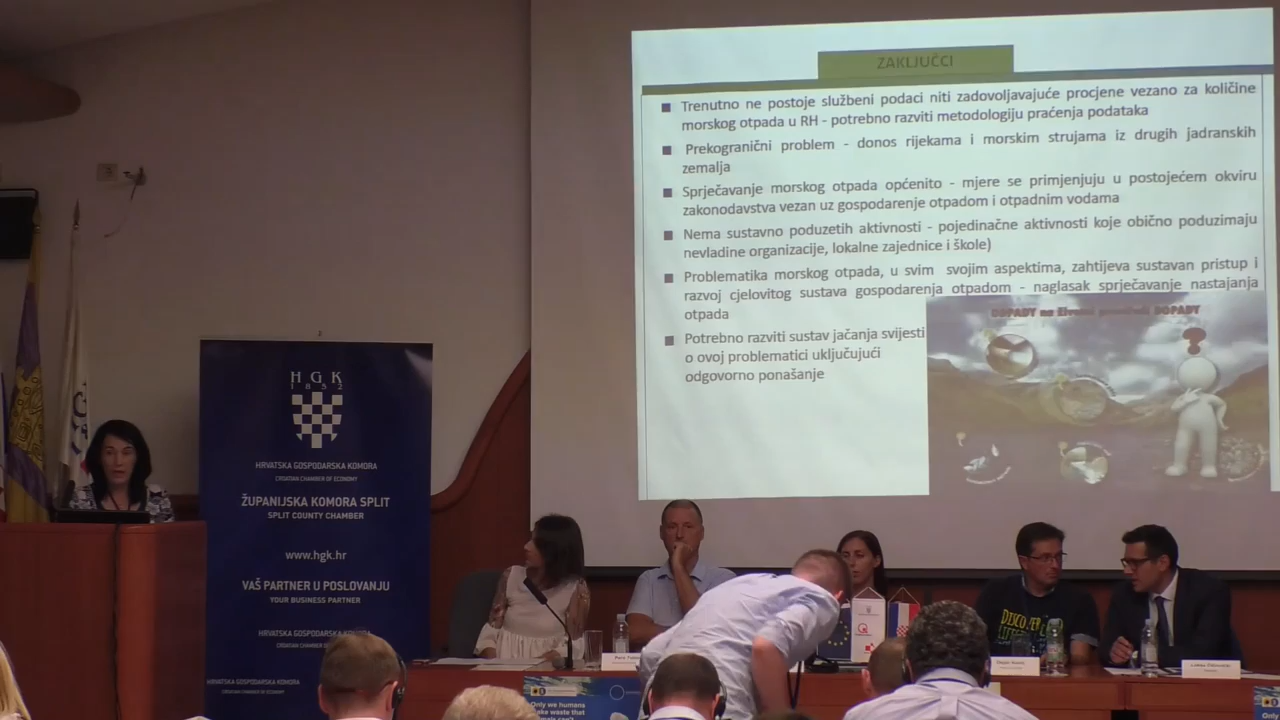 ZAKLJUČCI
Trenutno ne postoje službeni podaci niti zadovoljavajuće procjene vezano za količine
morskog otpada u RH - potrebno razviti metodologiju praćenja podataka
Prekogranični problem - donos rijekama i morskim strujama iz drugih jadranskih
zemalja
Sprječavanje morskog otpada općenito - mjere se primjenjuju u postojećem okviru
zakonodavstva vezan uz gospodarenje otpadom i otpadnim vodama
Nema sustavno poduzetih aktivnosti - pojedinačne aktivnosti koje obično poduzimaju
nevladine organizacije, lokalne zajednice i škole)
Problematika morskog otpada, u svim svojim aspektima, zahtijeva sustavan pristup i
razvoj cjelovitog sustava gospodarenja otpadom - naglasak sprječavanje nastajanja
otpada
Potrebno razviti sustav jačanja svijesti
o ovoj problematici uključujući
odgovorno ponašanje
HGK
1852
HRVATSKA GOSPODARSKA KOMORA
CROATIAN CHAMBER OF ECONOMY
ŽUPANIJSKA KOMORA SPLIT
SPLIT COUNTY CHAMBER
www.hgk.hr
VAŠ PARTNER U POSLOVANJU
YOUR BUSINESS PARTNER
HRVATSKA GOSPODARSKA KOMORA
HRVATSKA GOSPODARSKA KOMORA
CROATIAN CHAMBER OF ECONOMY
DISCOVER
Only we humans
make waste that